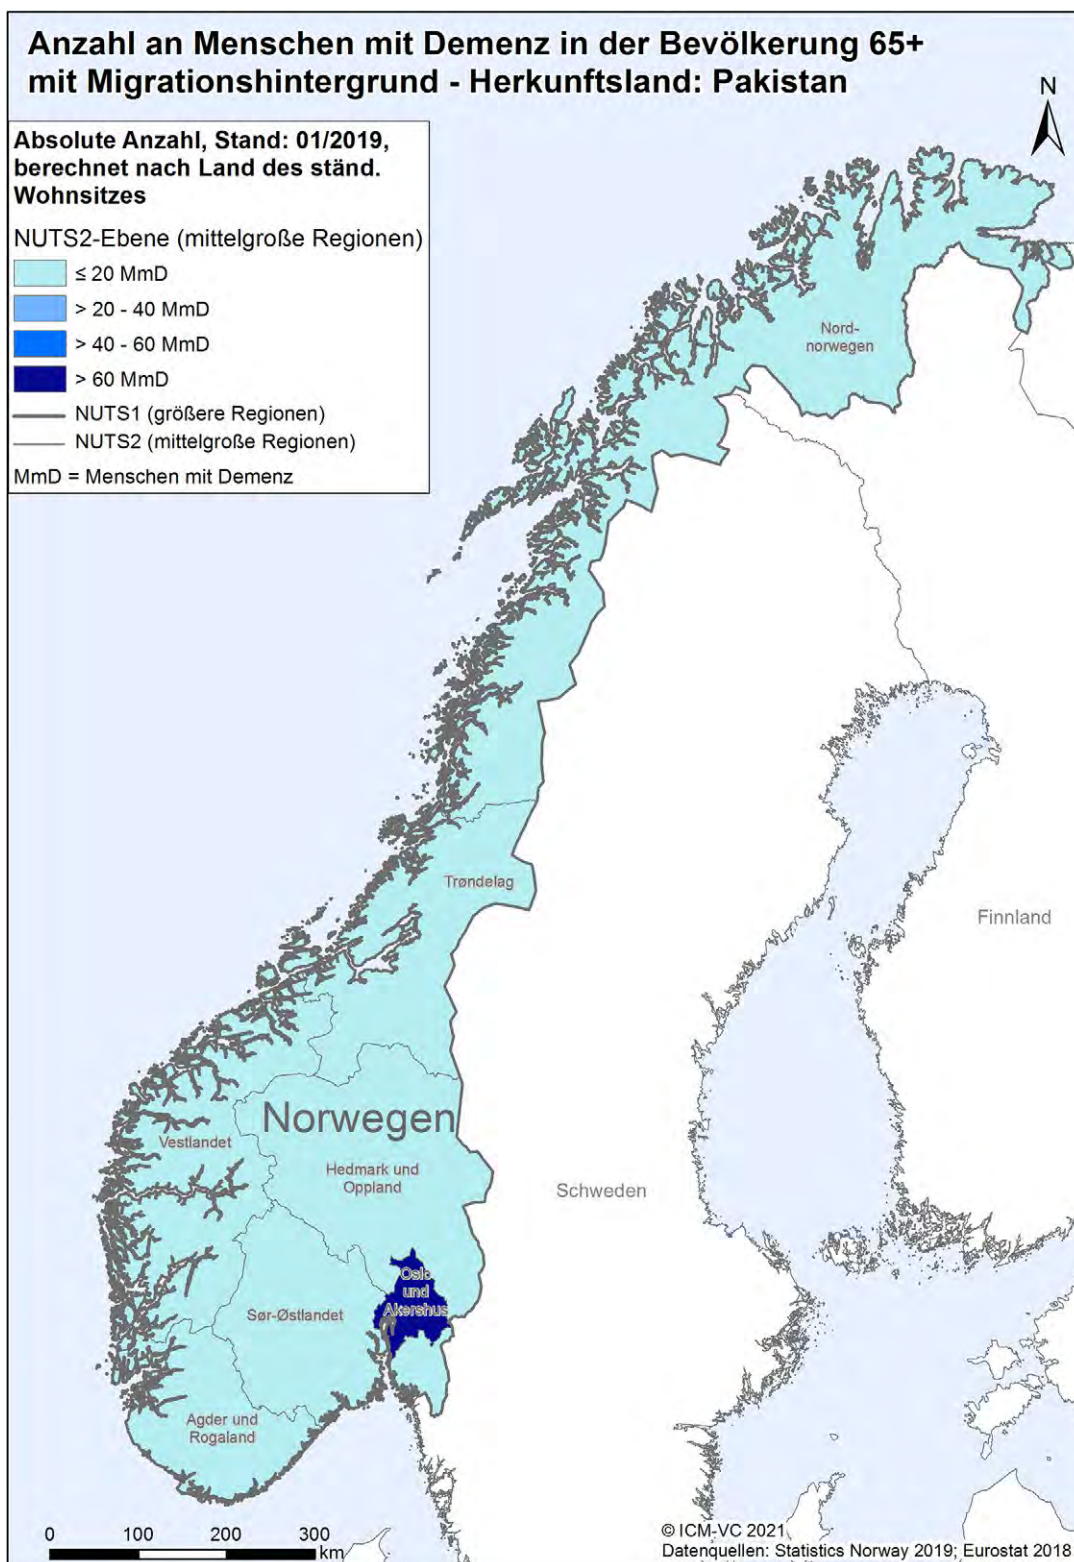 Anzahl an Menschen mit Demenz in der Bevölkerung 65+
mit Migrationshintergrund - Herkunftsland: Pakistan
N
Absolute Anzahl, Stand: 01/2019,
berechnet nach Land des ständ.
Wohnsitzes
NUTS2-Ebene (mittelgroße Regionen)
≤ 20 MmD
> 20 - 40 MmD
> 40 - 60 MmD
> 60 MmD
NUTS1 (größere Regionen)
NUTS2 (mittelgroße Regionen)
MmD = Menschen mit Demenz
Nord-
norwegen
Trøndelag
Finnland
Norwegen
Vestlandet
Hedmark und
Oppland
Schweden
Oslo
und
Akershus
Sør-Østlandet
Agder und
Rogaland
0 100 200 300
km
© ICM-VC 2021
Datenquellen: Statistics Norway 2019; Eurostat 2018